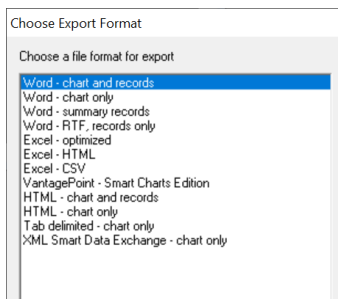 Choose Export Format
Choose a file format for export
Word - chart and records
Word - chart only
Word - summary records
Word - RTF, records only
Excel - optimized
Excel - HTML
Excel - CSV
VantagePoint - Smart Charts Edition
HTML - chart and records
HTML - chart only
Tab delimited - chart only
XML Smart Data Exchange - chart only